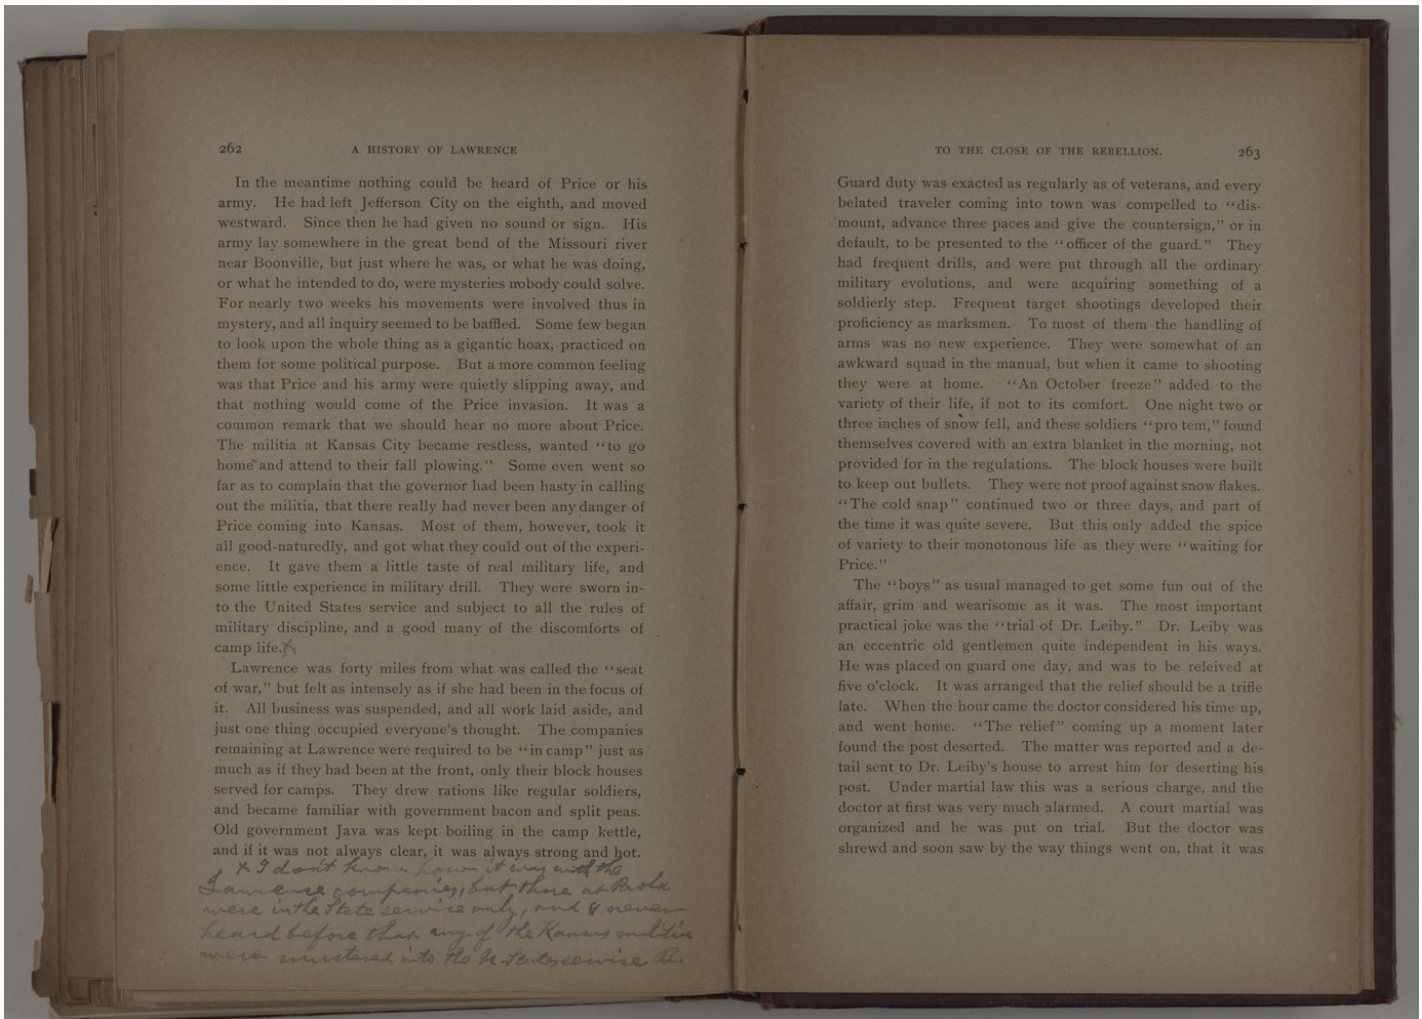 262
A HISTORY OF LAWRENCE
In the meantime nothing could be heard of Price or his
army. He had left Jefferson City on the eighth, and moved
westward. Since then he had given no sound or sign. His
army lay somewhere in the great bend of the Missouri river
near Boonville, but just where he was, or what he was doing,
or what he intended to do, were mysteries nobody could solve.
For nearly two weeks his movements were involved thus in
mystery, and all inquiry seemed to be baffled. Some few began
to look upon the whole thing as a gigantic hoax, practiced on
them for some political purpose. But a more common feeling
was that Price and his army were quietly slipping away, and
that nothing would come of the Price invasion. It was a
common remark that we should hear no more about Price.
The militia at Kansas City became restless, wanted "to go
home and attend to their fall plowing." Some even went so
far as to complain that the governor had been hasty in calling
out the militia, that there really had never been any danger of
Price coming into Kansas. Most of them, however, took it
all good-naturedly, and got what they could out of the experi-
ence. It gave them a little taste of real military life, and
some little experience in military drill. They were sworn in-
to the United States service and subject to all the rules of
military discipline, and a good many of the discomforts of
camp life. x
Lawrence was forty miles from what was called the "seat
of war," but felt as intensely as if she had been in the focus of
it. All business was suspended, and all work laid aside, and
just one thing occupied everyone's thought. The companies
remaining at Lawrence were required to be "in camp" just as
much as if they had been at the front, only their block houses
served for camps. They drew rations like regular soldiers,
and became familiar with government bacon and split peas.
Old government Java was kept boiling in the camp kettle,
and if it was not always clear, it was always strong and hot.
x I don't know how it was with the
Lawrence companies, but those at Paola
were in the State service only, and I never
heard before that any of the Kansas militia
were mustered into the U. States service B.
TO THE CLOSE OF THE REBELLION.
263
Guard duty was exacted as regularly as of veterans, and every
belated traveler coming into town was compelled to "dis-
mount, advance three paces and give the countersign," or in
default, to be presented to the "officer of the guard." They
had frequent drills, and were put through all the ordinary
military evolutions, and were acquiring something of a
soldierly step. Frequent target shootings developed their
proficiency as marksmen. To most of them the handling of
arms was no new experience. They were somewhat of an
awkward squad in the manual, but when it came to shooting
they were at home. "An October freeze" added to the
variety of their life, if not to its comfort. One night two or
three inches of snow fell, and these soldiers "pro tem," found
themselves covered with an extra blanket in the morning, not
provided for in the regulations. The block houses were built
to keep out bullets. They were not proof against snow flakes.
"The cold snap" continued two or three days, and part of
the time it was quite severe. But this only added the spice
of variety to their monotonous life as they were "waiting for
Price."
The "boys" as usual managed to get some fun out of the
affair, grim and wearisome as it was. The most important
practical joke was the "trial of Dr. Leiby." Dr. Leiby was
an eccentric old gentlemen quite independent in his ways.
He was placed on guard one day, and was to be releived at
five o'clock. It was arranged that the relief should be a trifle
late. When the hour came the doctor considered his time up,
and went home. "The relief" coming up a moment later
found the post deserted. The matter was reported and a de-
tail sent to Dr. Leiby's house to arrest him for deserting his
post. Under martial law this was a serious charge, and the
doctor at first was very much alarmed. A court martial was
organized and he was put on trial. But the doctor was
shrewd and soon saw by the way things went on, that it was